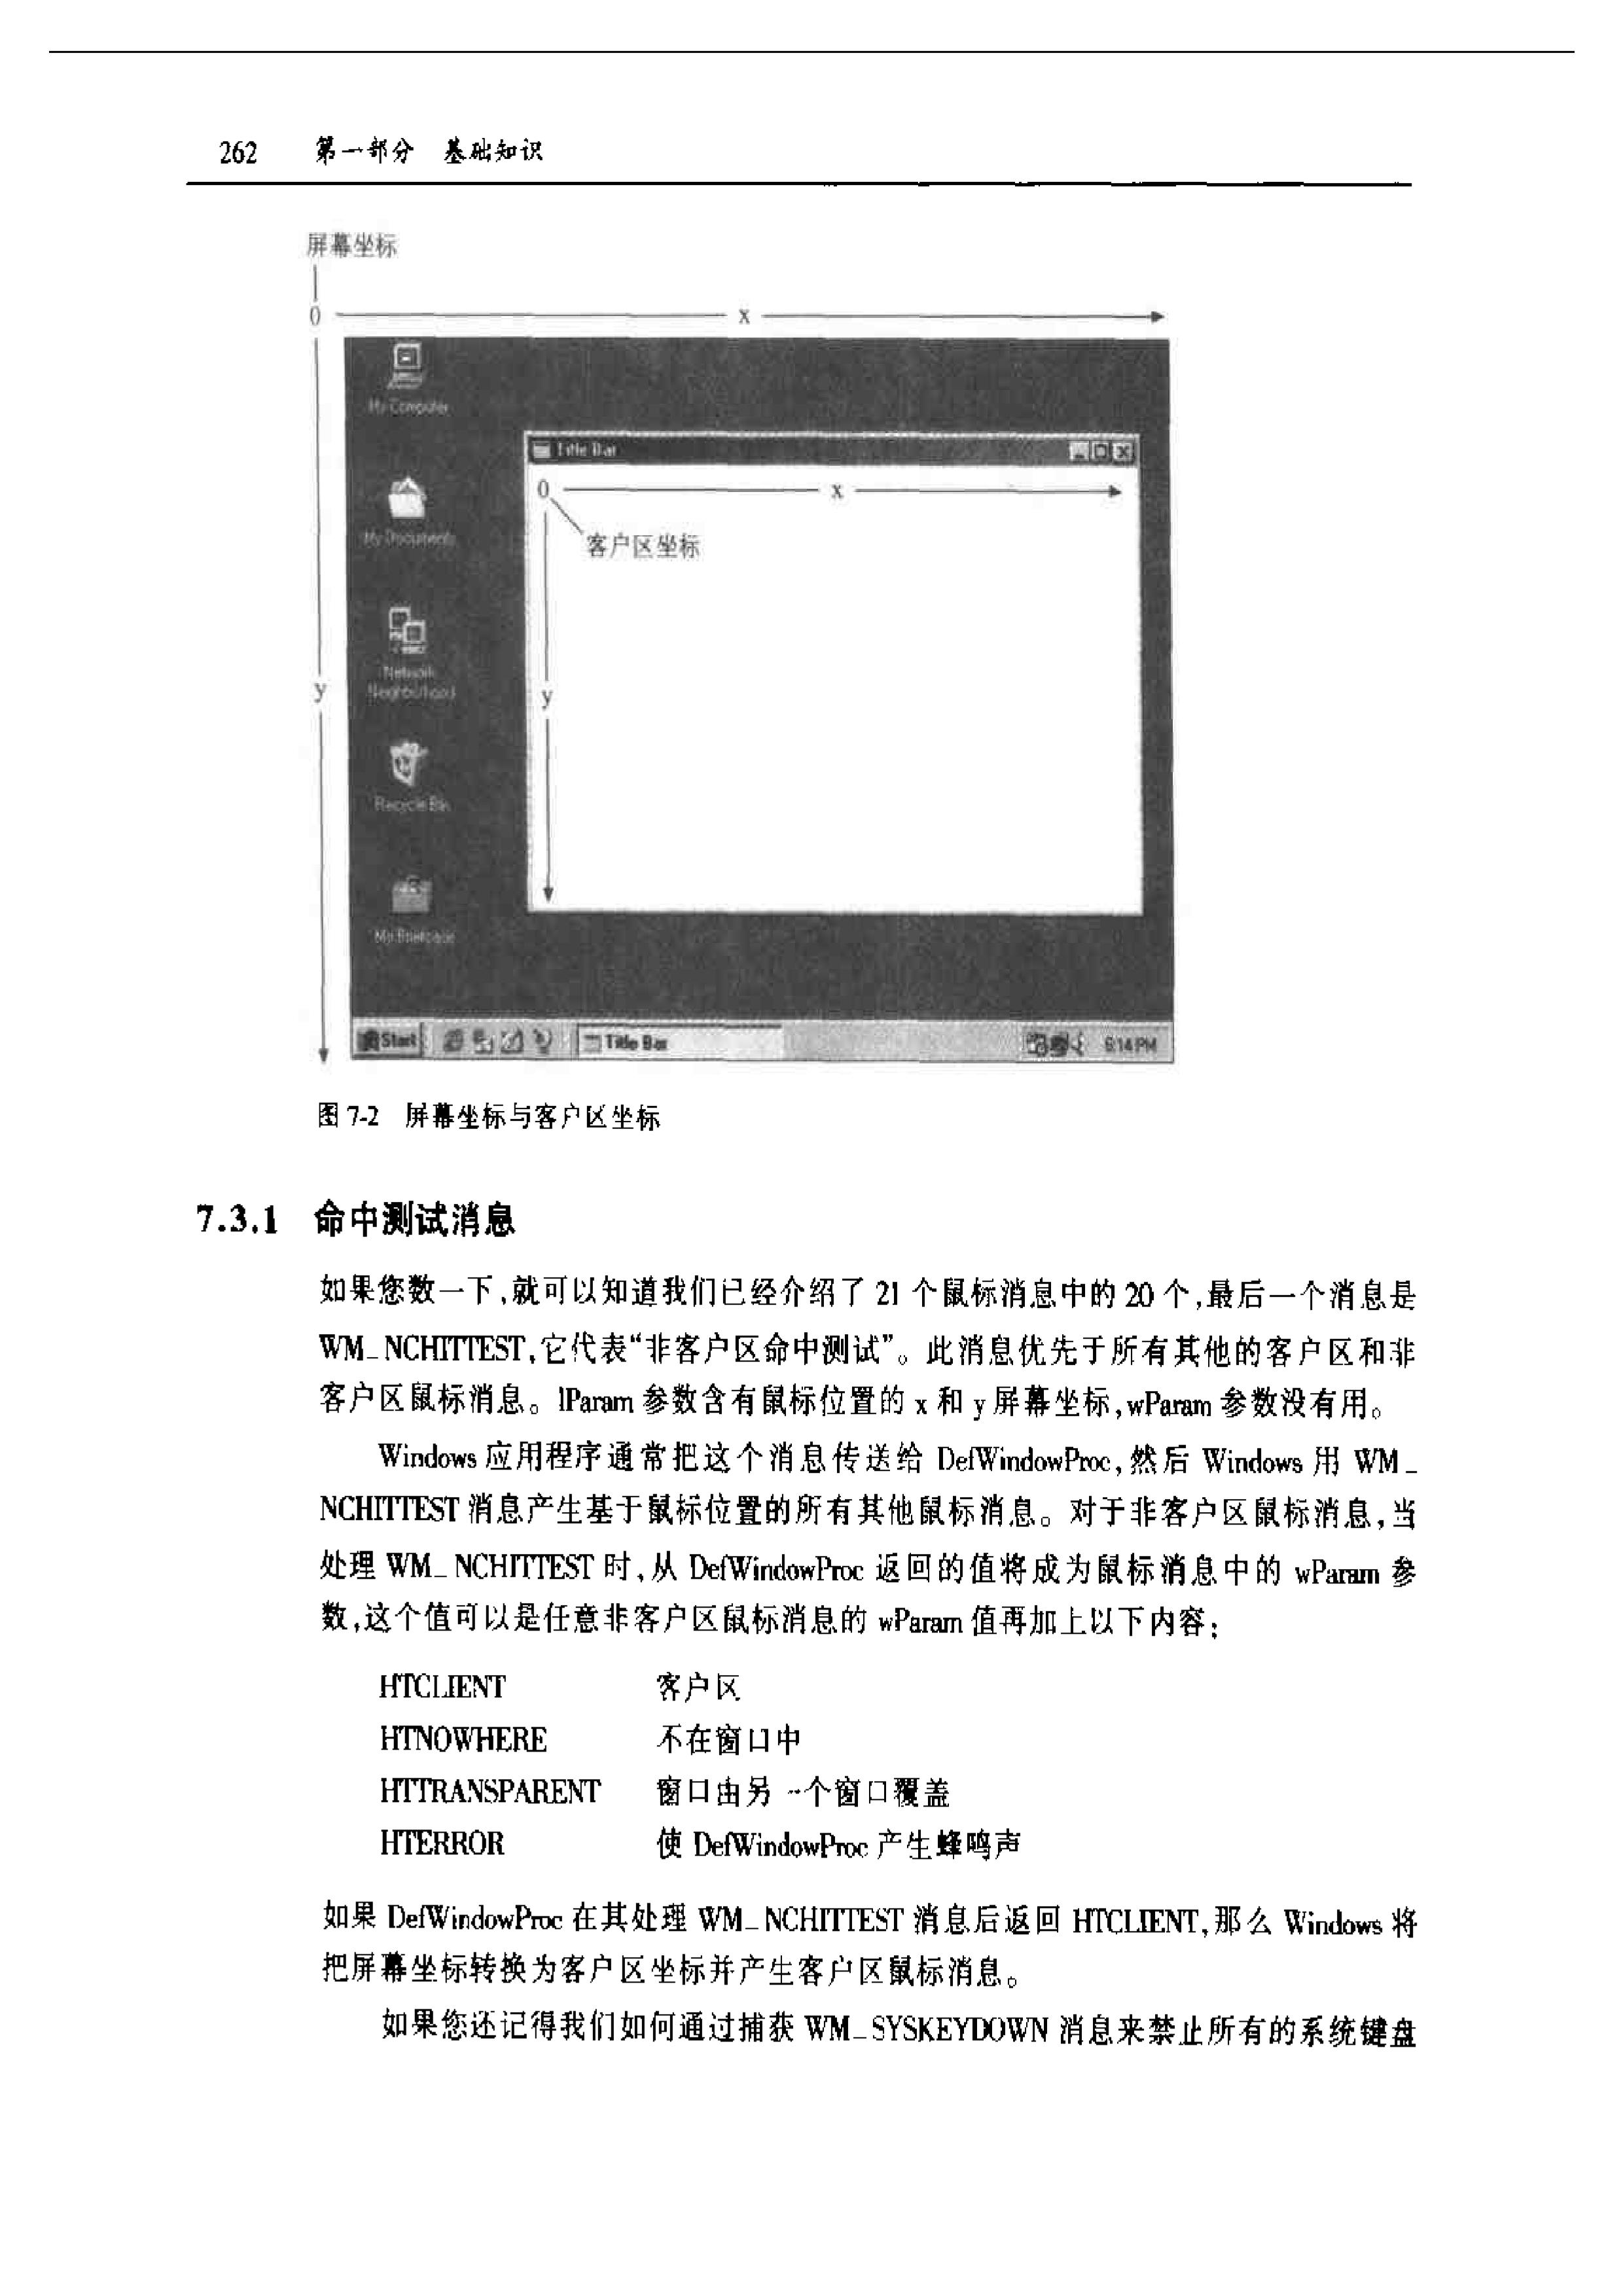 262 第一部分 基础知识
屏幕坐标
0 x
My Computer
Title Bar
0 x
My Documents
客户区坐标
Network
Neighborhood
y
y
Recycle Bin
My Briefcase
Start Title Bar 6:14 PM
图 7-2 屏幕坐标与客户区坐标
7.3.1 命中测试消息
如果您数一下,就可以知道我们已经介绍了 21 个鼠标消息中的 20 个,最后一个消息是
WM_NCHITTEST,它代表“非客户区命中测试”。此消息优先于所有其他的客户区和非
客户区鼠标消息。lParam 参数含有鼠标位置的 x 和 y 屏幕坐标,wParam 参数没有用。
Windows 应用程序通常把这个消息传送给 DefWindowProc,然后 Windows 用 WM_
NCHITTEST 消息产生基于鼠标位置的所有其他鼠标消息。对于非客户区鼠标消息,当
处理 WM_NCHITTEST 时,从 DefWindowProc 返回的值将成为鼠标消息中的 wParam 参
数,这个值可以是任意非客户区鼠标消息的 wParam 值再加上以下内容:
HTCLIENT 客户区
HTNOWHERE 不在窗口中
HTTRANSPARENT 窗口由另一个窗口覆盖
HTERROR 使 DefWindowProc 产生蜂鸣声
如果 DefWindowProc 在其处理 WM_NCHITTEST 消息后返回 HTCLIENT,那么 Windows 将
把屏幕坐标转换为客户区坐标并产生客户区鼠标消息。
如果您还记得我们如何通过捕获 WM_SYSKEYDOWN 消息来禁止所有的系统键盘